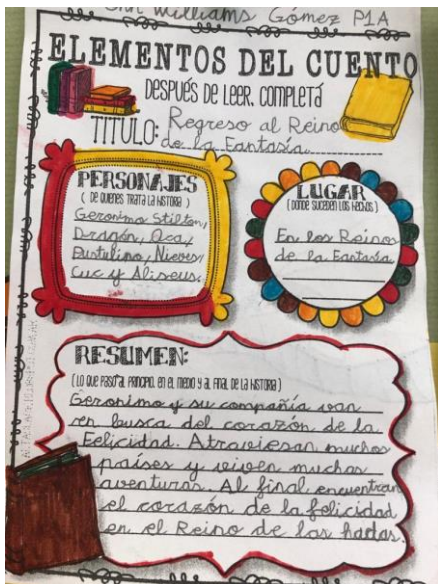 Williams Gómez P1A
ELEMENTOS DEL CUENTO
DESPUÉS DE LEER, COMPLETÁ
TITULO: Regreso al Reino
de la Fantasía
PERSONAJES
( DE QUIENES TRATA LA HISTORIA )
Geronimo Stilton,
Dragón, Oca,
Nieves,
Cuc y Aliseus.
LUGAR
( DONDE SUCEDEN LOS HECHOS )
En los Reinos
de la Fantasía
RESUMEN:
( LO QUE PASÓ AL PRINCIPIO, EN EL MEDIO Y AL FINAL DE LA HISTORIA )
Geronimo y su compañía van
en busca del corazón de la
Felicidad. Atraviesan muchos
países y viven muchas
aventuras. Al final encuentran
el corazón de la felicidad
en el Reino de las hadas.